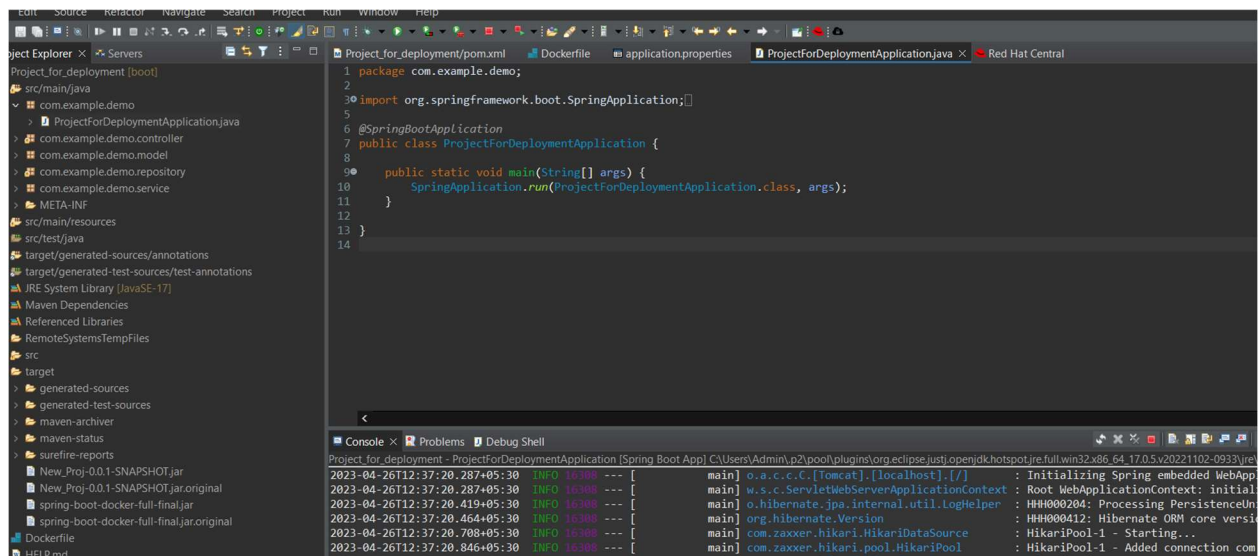 Edit Source Refactor Navigate Search Project Run Window Help
ject Explorer × Servers
Project_for_deployment [boot]
src/main/java
com.example.demo
ProjectForDeploymentApplication.java
com.example.demo.controller
com.example.demo.model
com.example.demo.repository
com.example.demo.service
META-INF
src/main/resources
src/test/java
target/generated-sources/annotations
target/generated-test-sources/test-annotations
JRE System Library [JavaSE-17]
Maven Dependencies
Referenced Libraries
RemoteSystemsTempFiles
src
target
generated-sources
generated-test-sources
maven-archiver
maven-status
surefire-reports
New_Proj-0.0.1-SNAPSHOT.jar
New_Proj-0.0.1-SNAPSHOT.jar.original
spring-boot-docker-full-final.jar
spring-boot-docker-full-final.jar.original
Dockerfile
HELP.md
Project_for_deployment/pom.xml Dockerfile application.properties ProjectForDeploymentApplication.java × Red Hat Central
1 package com.example.demo;
2
3 import org.springframework.boot.SpringApplication;
5
6 @SpringBootApplication
7 public class ProjectForDeploymentApplication {
8
9 public static void main(String[] args) {
10 SpringApplication.run(ProjectForDeploymentApplication.class, args);
11 }
12
13 }
14
Console × Problems Debug Shell
Project_for_deployment - ProjectForDeploymentApplication [Spring Boot App] C:\Users\Admin\.p2\pool\plugins\org.eclipse.justj.openjdk.hotspot.jre.full.win32.x86_64_17.0.5.v20221102-0933\jre\
2023-04-26T12:37:20.287+05:30 INFO 16308 --- [ main] o.a.c.c.C.[Tomcat].[localhost].[/] : Initializing Spring embedded WebApp
2023-04-26T12:37:20.287+05:30 INFO 16308 --- [ main] w.s.c.ServletWebServerApplicationContext : Root WebApplicationContext: initiali
2023-04-26T12:37:20.419+05:30 INFO 16308 --- [ main] o.hibernate.jpa.internal.util.LogHelper : HHH000204: Processing PersistenceUni
2023-04-26T12:37:20.464+05:30 INFO 16308 --- [ main] org.hibernate.Version : HHH000412: Hibernate ORM core versio
2023-04-26T12:37:20.708+05:30 INFO 16308 --- [ main] com.zaxxer.hikari.HikariDataSource : HikariPool-1 - Starting...
2023-04-26T12:37:20.846+05:30 INFO 16308 --- [ main] com.zaxxer.hikari.pool.HikariPool : HikariPool-1 - Added connection com